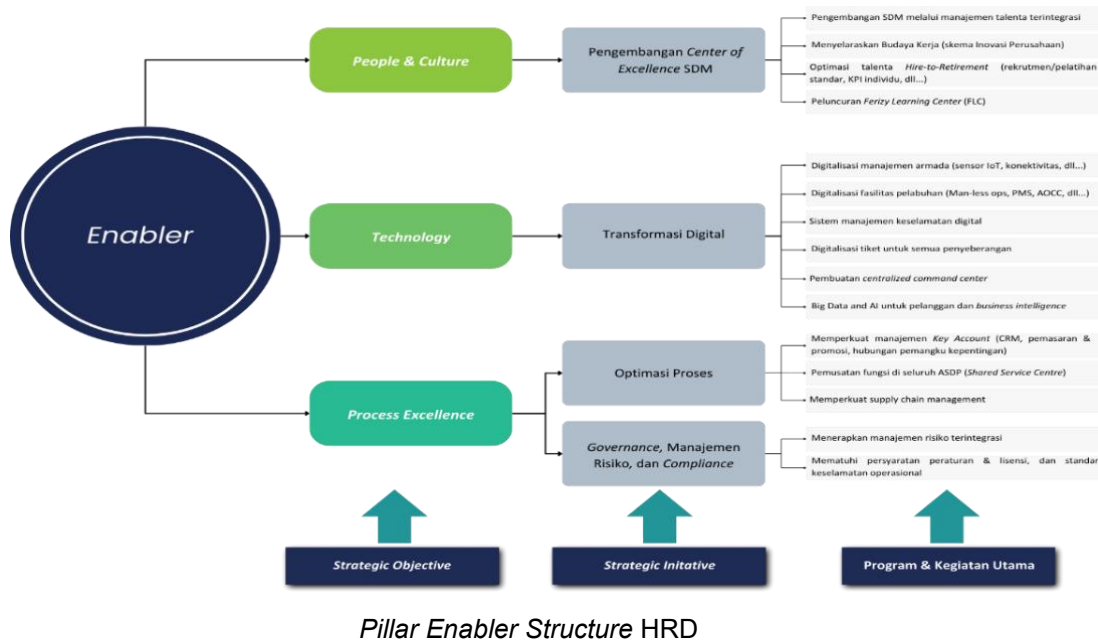 Enabler
People & Culture
Pengembangan Center of
Excellence SDM
Pengembangan SDM melalui manajemen talenta terintegrasi
Menyelaraskan Budaya Kerja (skema Inovasi Perusahaan)
Optimasi talenta Hire-to-Retirement (rekrutmen/pelatihan
standar, KPI individu, dll...)
Peluncuran Ferizy Learning Center (FLC)
Technology
Transformasi Digital
Digitalisasi manajemen armada (sensor IoT, konektivitas, dll...)
Digitalisasi fasilitas pelabuhan (Man-less ops, PMS, AOCC, dll...)
Sistem manajemen keselamatan digital
Digitalisasi tiket untuk semua penyeberangan
Pembuatan centralized command center
Big Data and AI untuk pelanggan dan business intelligence
Process Excellence
Optimasi Proses
Memperkuat manajemen Key Account (CRM, pemasaran &
promosi, hubungan pemangku kepentingan)
Pemusatan fungsi di seluruh ASDP (Shared Service Centre)
Memperkuat supply chain management
Governance, Manajemen
Risiko, dan Compliance
Menerapkan manajemen risiko terintegrasi
Mematuhi persyaratan peraturan & lisensi, dan standar
keselamatan operasional
Strategic Objective
Strategic Initative
Program & Kegiatan Utama
Pillar Enabler Structure HRD